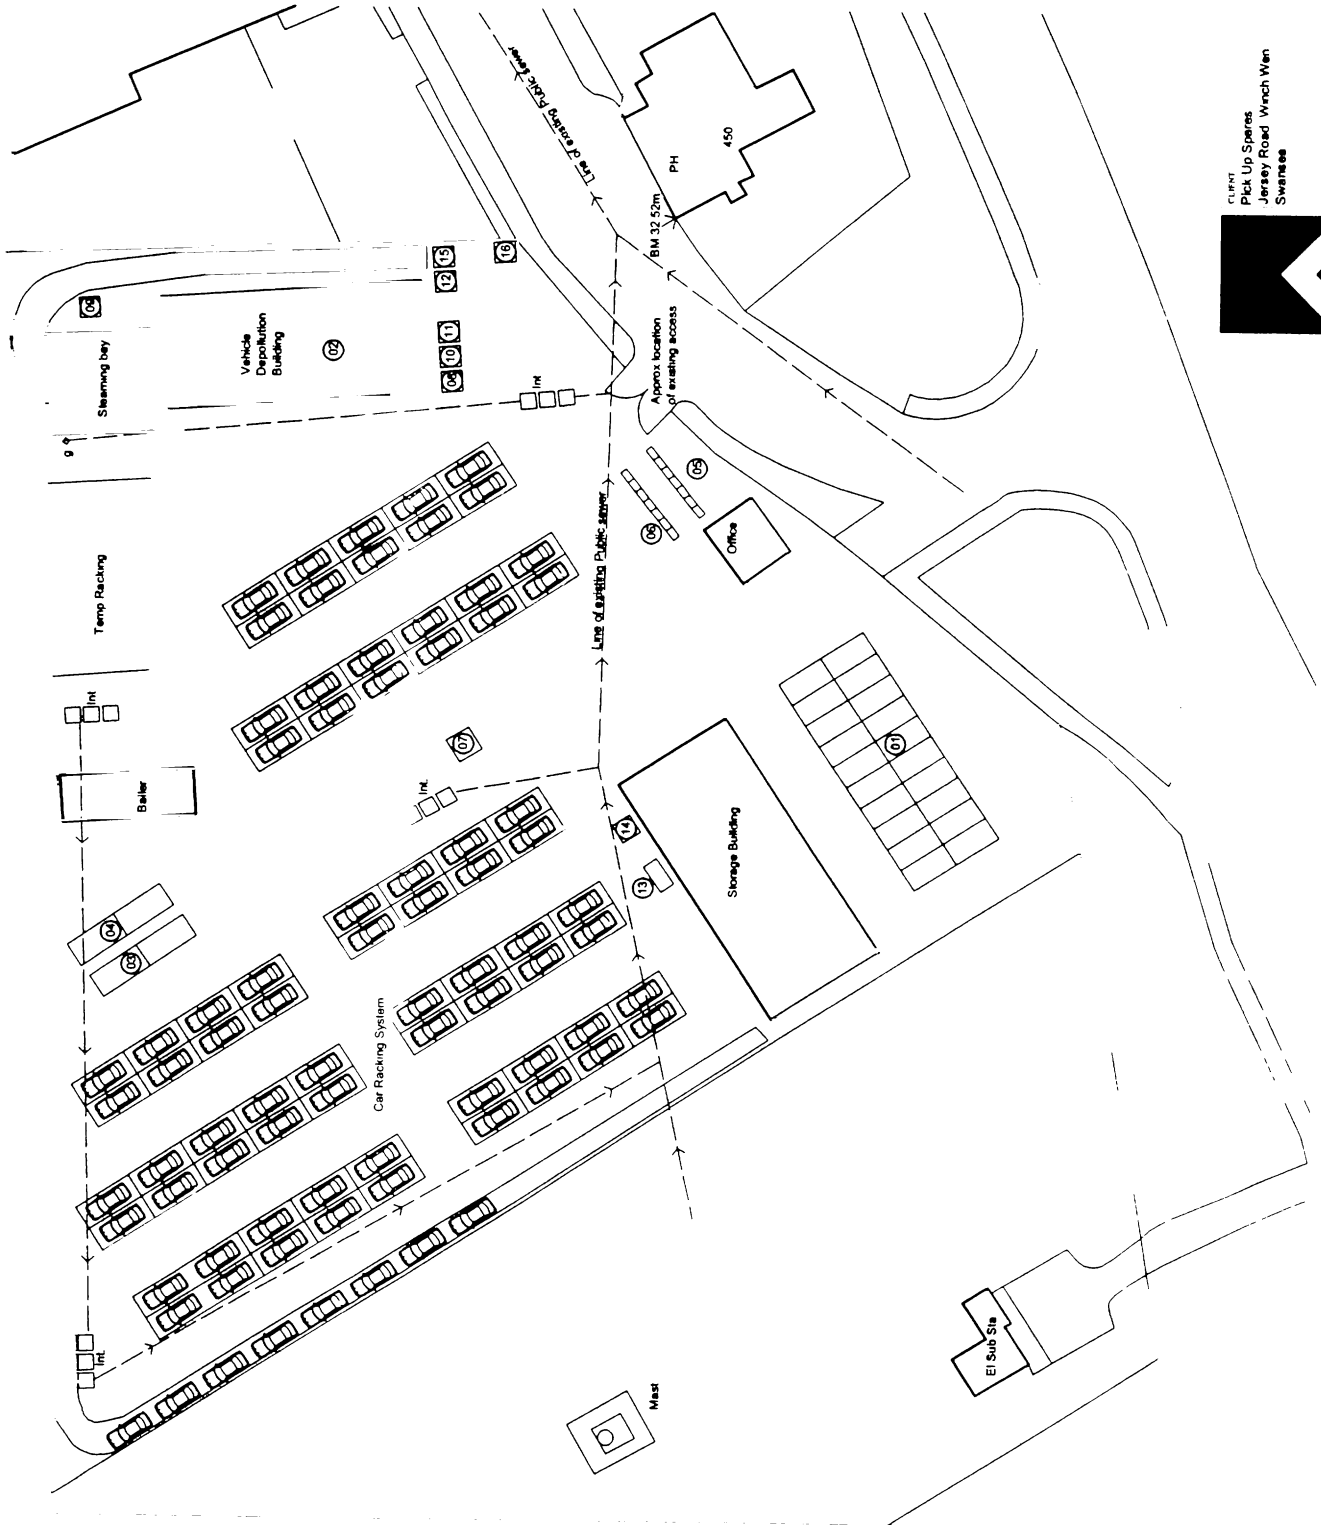 CLIENT
Pick Up Spares
Jersey Road Winch Wen
Swansea
Line of existing Public sewer
PH
450
BM 32 52m
Approx location
of existing access
16
15
12
11
10
08
09
Steaming bay
Vehicle
Depollution
Building
02
g
Int
Temp Racking
Int
Bailer
Line of existing Public sewer
05
06
Office
07
Int.
01
Storage Building
14
13
04
03
Car Racking System
Int.
Mast
El Sub Sta